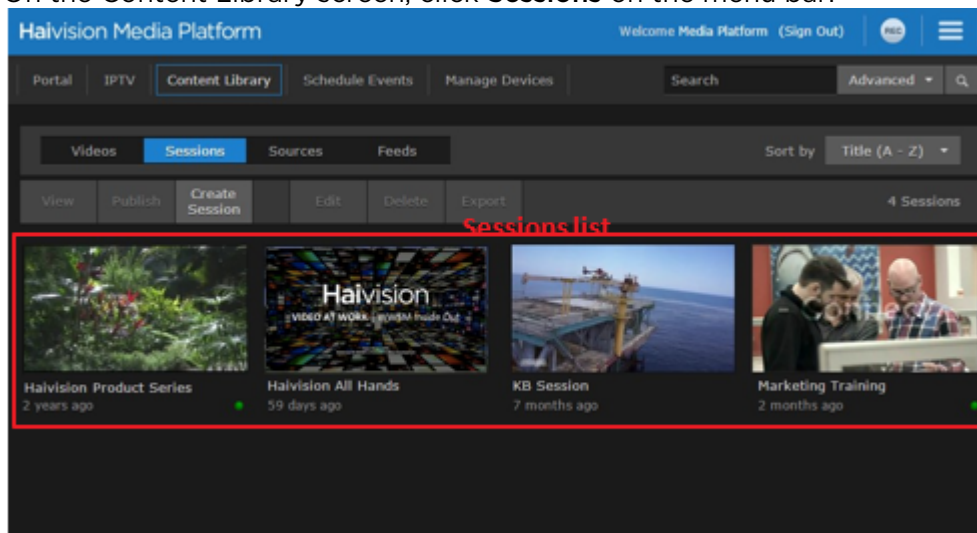 On the Content Library screen, click Sessions on the menu bar.
Haivision Media Platform Welcome Media Platform (Sign Out) REC
Portal IPTV Content Library Schedule Events Manage Devices Search Advanced
Videos Sessions Sources Feeds Sort by Title (A - Z)
View Publish Create Session Edit Delete Export 4 Sessions
Sessions list
Haivision
VIDEO AT WORK
Inside Out
Haivision Product Series Haivision All Hands KB Session Marketing Training
2 years ago 59 days ago 7 months ago 2 months ago